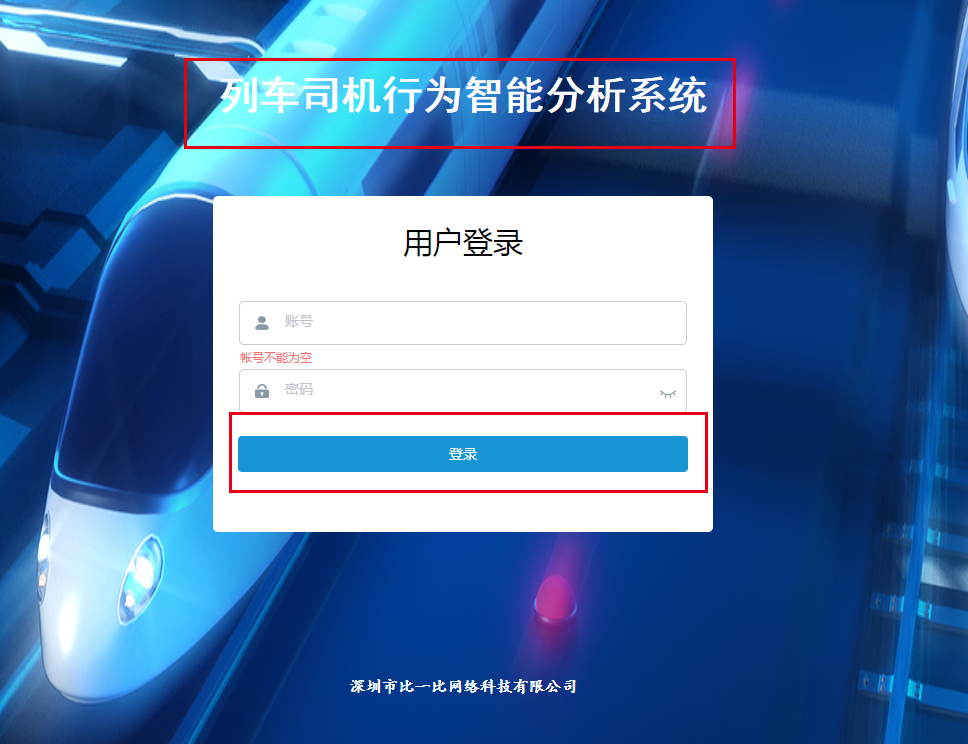 列车司机行为智能分析系统
用户登录
账号
帐号不能为空
密码
登录
深圳市比一比网络科技有限公司